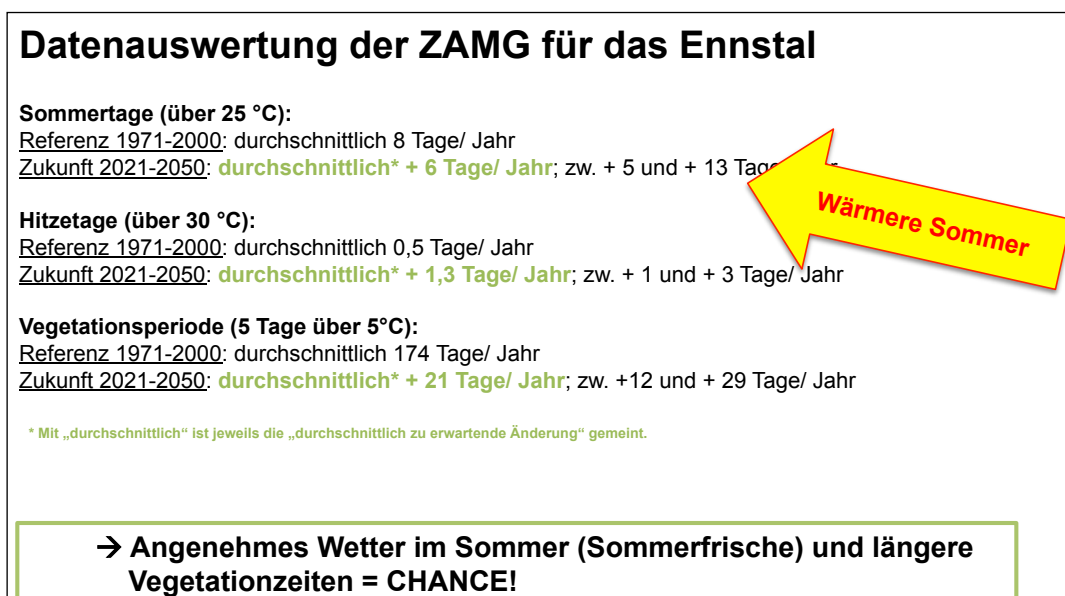 Datenauswertung der ZAMG für das Ennstal
Sommertage (über 25 °C):
Referenz 1971-2000: durchschnittlich 8 Tage/ Jahr
Zukunft 2021-2050: durchschnittlich* + 6 Tage/ Jahr; zw. + 5 und + 13
Wärmere Sommer
Hitzetage (über 30 °C):
Referenz 1971-2000: durchschnittlich 0,5 Tage/ Jahr
Zukunft 2021-2050: durchschnittlich* + 1,3 Tage/ Jahr; zw. + 1 und + 3 Tage/ Jahr
Vegetationsperiode (5 Tage über 5°C):
Referenz 1971-2000: durchschnittlich 174 Tage/ Jahr
Zukunft 2021-2050: durchschnittlich* + 21 Tage/ Jahr; zw. +12 und + 29 Tage/ Jahr
* Mit „durchschnittlich“ ist jeweils die „durchschnittlich zu erwartende Änderung“ gemeint.
→ Angenehmes Wetter im Sommer (Sommerfrische) und längere
Vegetationzeiten = CHANCE!